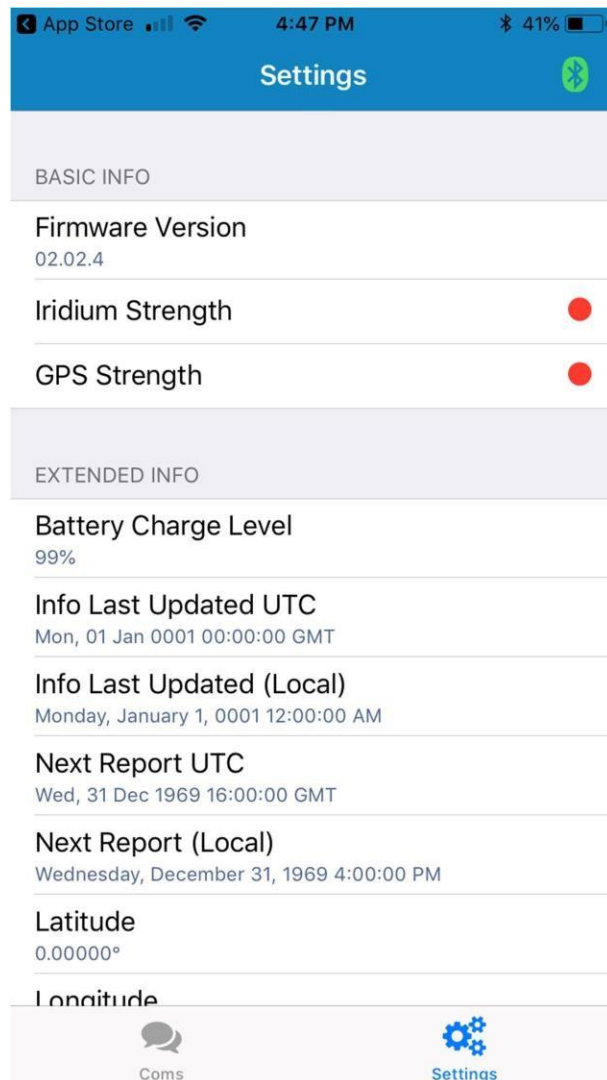 App Store 4:47 PM 41%
Settings
BASIC INFO
Firmware Version
02.02.4
Iridium Strength
GPS Strength
EXTENDED INFO
Battery Charge Level
99%
Info Last Updated UTC
Mon, 01 Jan 0001 00:00:00 GMT
Info Last Updated (Local)
Monday, January 1, 0001 12:00:00 AM
Next Report UTC
Wed, 31 Dec 1969 16:00:00 GMT
Next Report (Local)
Wednesday, December 31, 1969 4:00:00 PM
Latitude
0.00000°
Longitude
Coms Settings